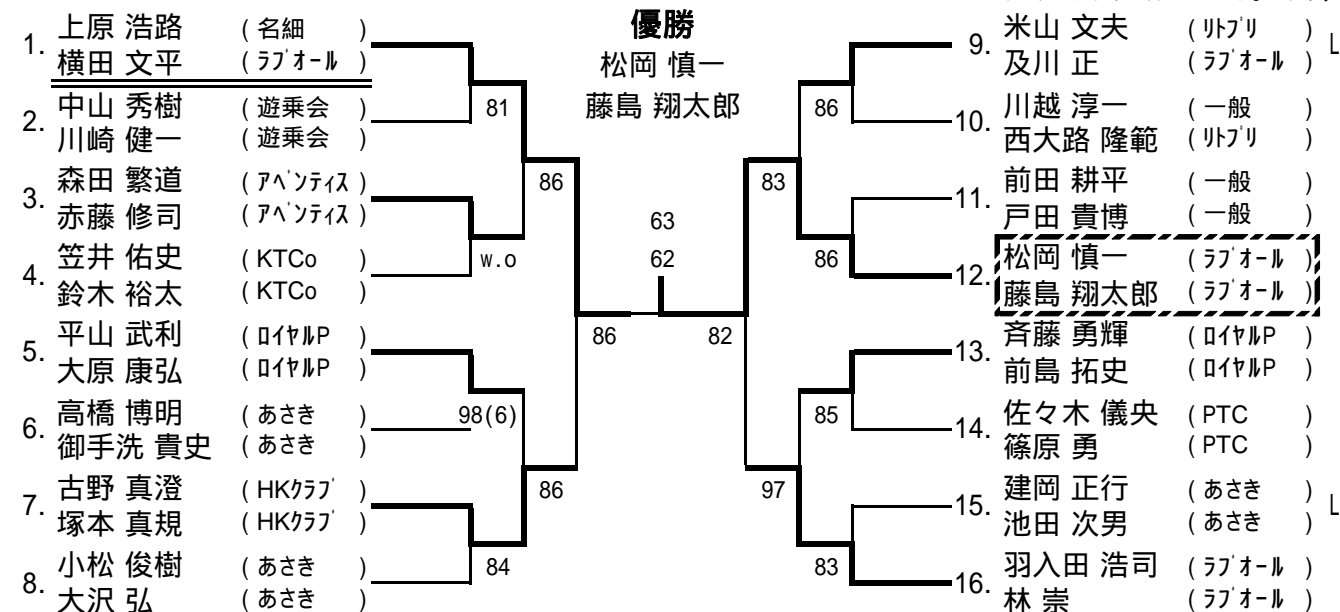 優勝
松岡 慎一
藤島 翔太郎
1. 上原 浩路 ( 名細 )
横田 文平 ( ﾗﾌﾞｵｰﾙ )
2. 中山 秀樹 ( 遊乗会 )
川崎 健一 ( 遊乗会 )
3. 森田 繁道 ( ｱﾍﾞﾝﾃｨｽ )
赤藤 修司 ( ｱﾍﾞﾝﾃｨｽ )
4. 笠井 佑史 ( KTCo )
鈴木 裕太 ( KTCo )
5. 平山 武利 ( ﾛｲﾔﾙP )
大原 康弘 ( ﾛｲﾔﾙP )
6. 高橋 博明 ( あさき )
御手洗 貴史 ( あさき )
7. 古野 真澄 ( HKｸﾗﾌﾞ )
塚本 真規 ( HKｸﾗﾌﾞ )
8. 小松 俊樹 ( あさき )
大沢 弘 ( あさき )
81
w.o
98(6)
84
86
86
86
63
62
82
83
97
86
86
85
83
9. 米山 文夫 ( ﾘﾄﾌﾟﾘ )
及川 正 ( ﾗﾌﾞｵｰﾙ )
10. 川越 淳一 ( 一般 )
西大路 隆範 ( ﾘﾄﾌﾟﾘ )
11. 前田 耕平 ( 一般 )
戸田 貴博 ( 一般 )
12. 松岡 慎一 ( ﾗﾌﾞｵｰﾙ )
藤島 翔太郎 ( ﾗﾌﾞｵｰﾙ )
13. 斉藤 勇輝 ( ﾛｲﾔﾙP )
前島 拓史 ( ﾛｲﾔﾙP )
14. 佐々木 儀央 ( PTC )
篠原 勇 ( PTC )
15. 建岡 正行 ( あさき )
池田 次男 ( あさき )
16. 羽入田 浩司 ( ﾗﾌﾞｵｰﾙ )
林 崇 ( ﾗﾌﾞｵｰﾙ )